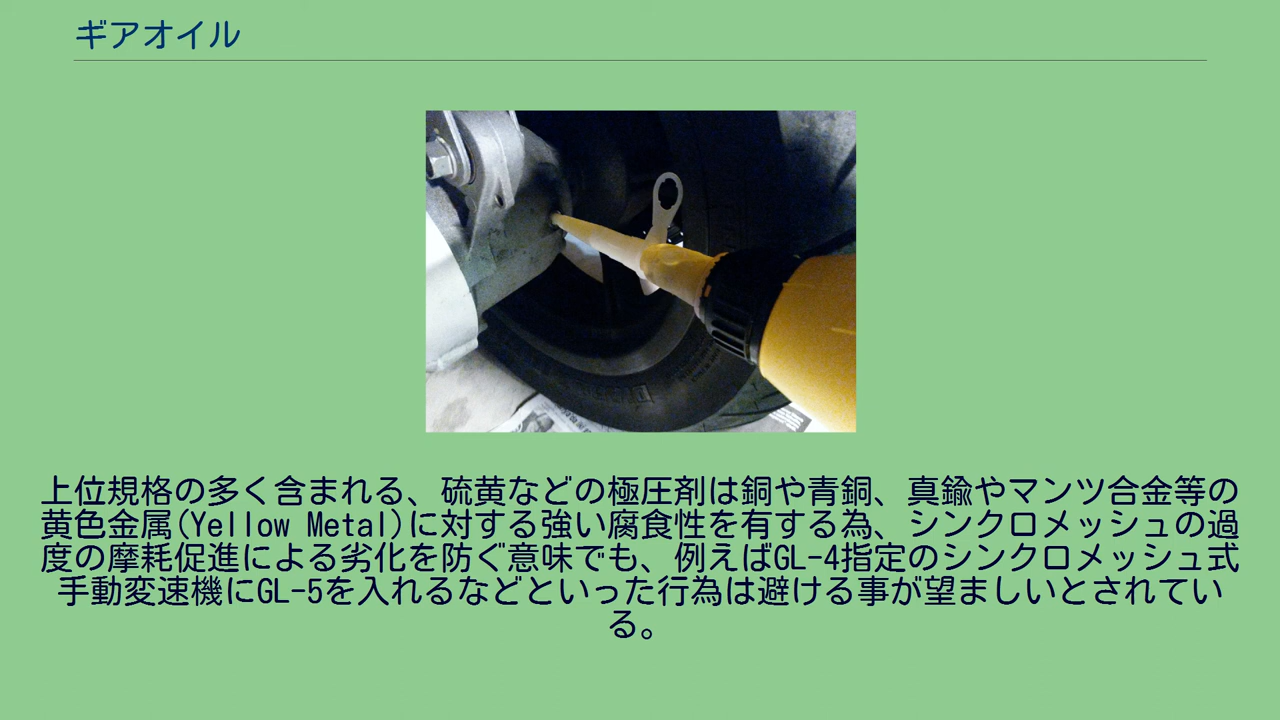 ギアオイル
上位規格の多く含まれる、硫黄などの極圧剤は銅や青銅、真鍮やマンツ合金等の
黄色金属(Yellow Metal)に対する強い腐食性を有する為、シンクロメッシュの過
度の摩耗促進による劣化を防ぐ意味でも、例えばGL-4指定のシンクロメッシュ式
手動変速機にGL-5を入れるなどといった行為は避ける事が望ましいとされてい
る。